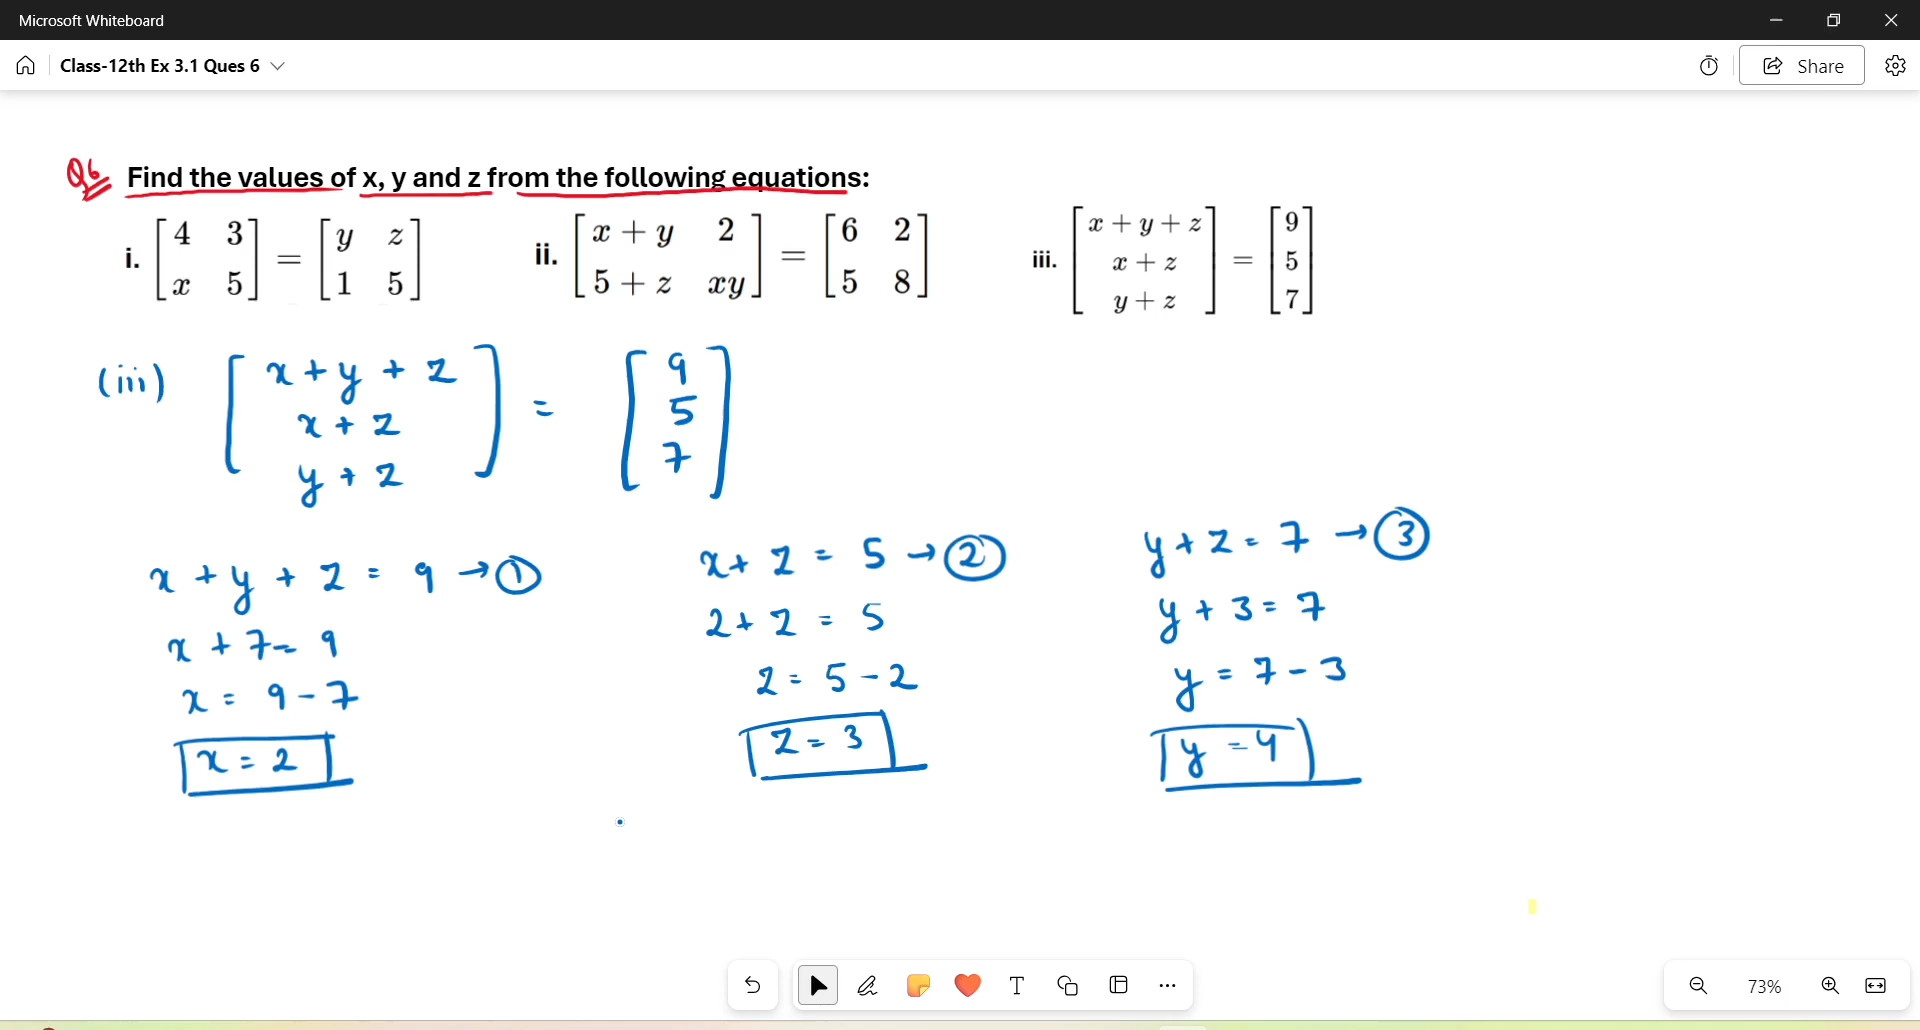 Microsoft Whiteboard
Class-12th Ex 3.1 Ques 6
Share
Q6 Find the values of x, y and z from the following equations:
i. [4 3; x 5] = [y z; 1 5]
ii. [x + y 2; 5 + z xy] = [6 2; 5 8]
iii. [x + y + z; x + z; y + z] = [9; 5; 7]
(iii) [x + y + z; x + z; y + z] = [9; 5; 7]
x + y + z = 9 → ①
x + 7 = 9
x = 9 - 7
x = 2
x + z = 5 → ②
2 + z = 5
z = 5 - 2
z = 3
y + z = 7 → ③
y + 3 = 7
y = 7 - 3
y = 4
73%